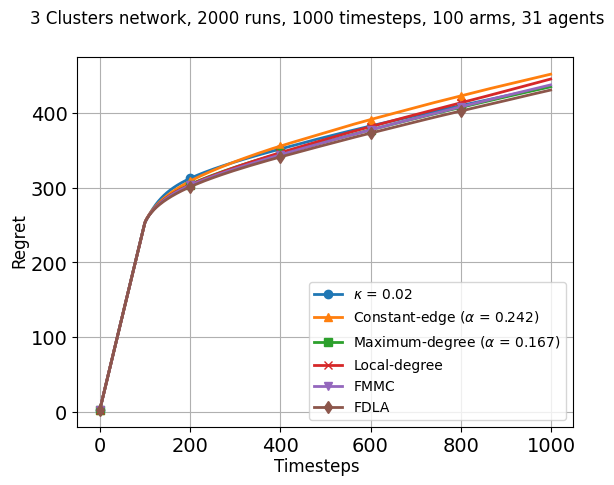 3 Clusters network, 2000 runs, 1000 timesteps, 100 arms, 31 agents
Regret
400
300
200
100
0
κ = 0.02
Constant-edge (α = 0.242)
Maximum-degree (α = 0.167)
Local-degree
FMMC
FDLA
0 200 400 600 800 1000
Timesteps